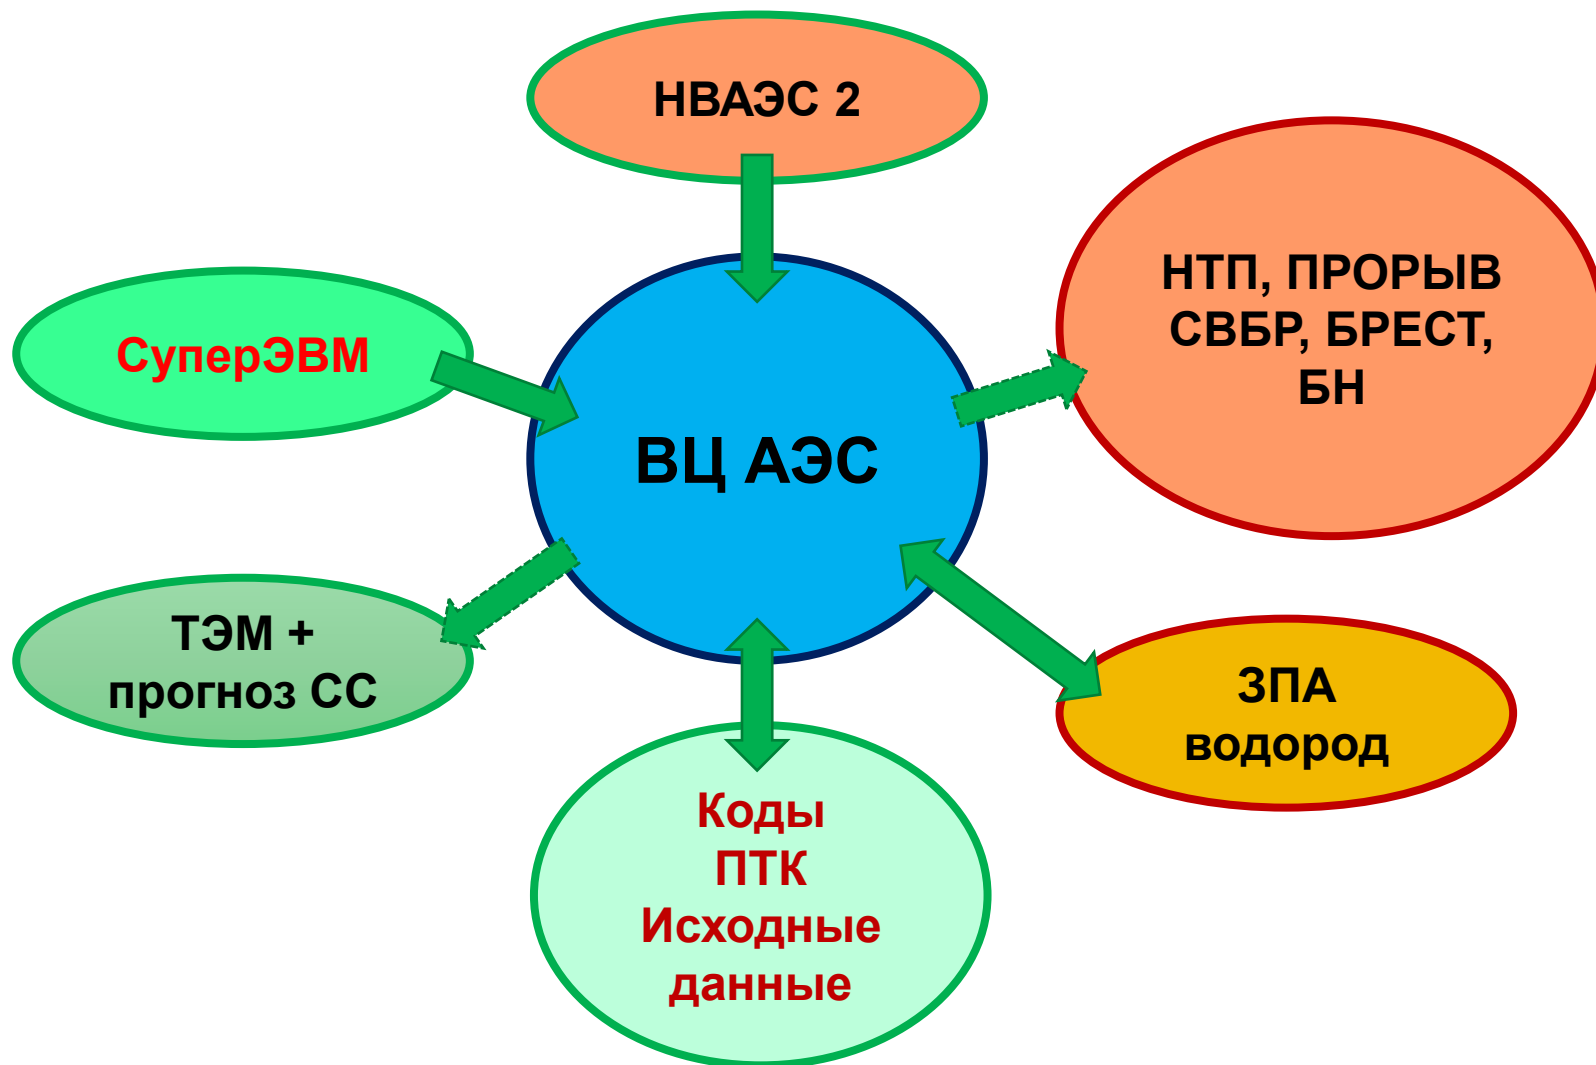 НВАЭС 2
НТП, ПРОРЫВ
СВБР, БРЕСТ,
БН
СуперЭВМ
ВЦ АЭС
ТЭМ +
прогноз СС
ЗПА
водород
Коды
ПТК
Исходные
данные